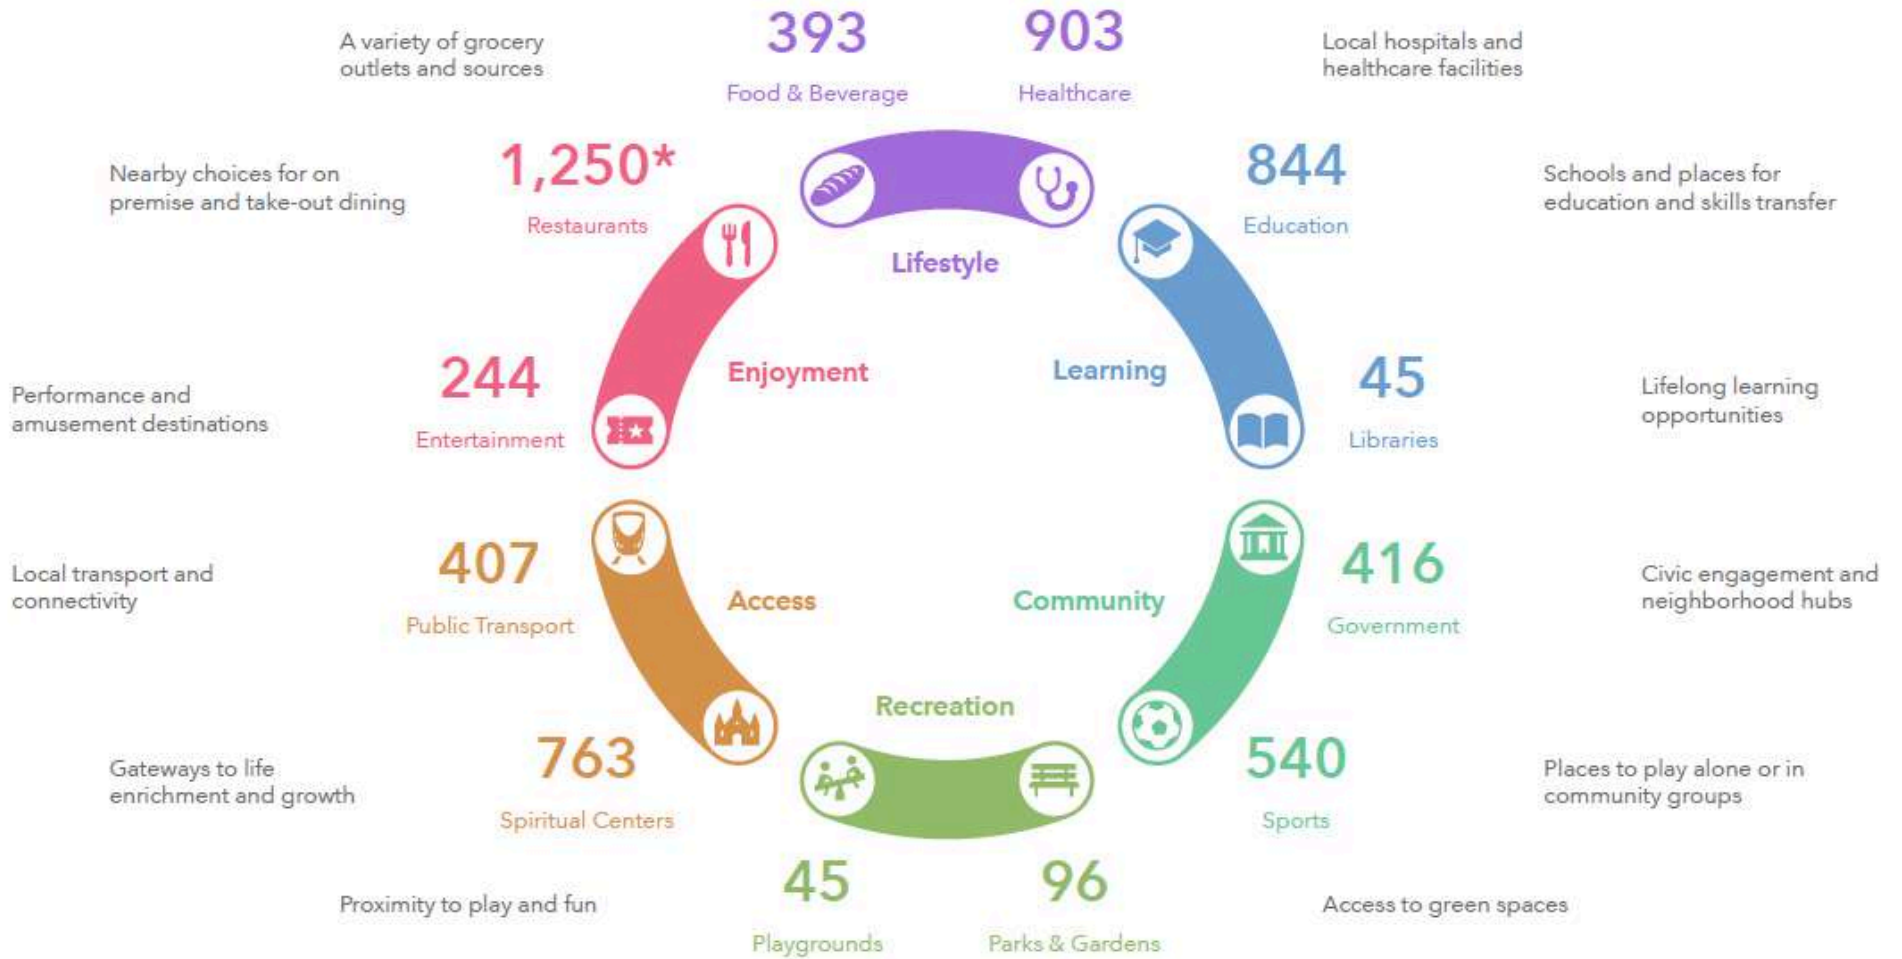 A variety of grocery
outlets and sources
393
Food & Beverage
903
Healthcare
Local hospitals and
healthcare facilities
Nearby choices for on
premise and take-out dining
1,250*
Restaurants
Lifestyle
844
Education
Schools and places for
education and skills transfer
Performance and
amusement destinations
244
Entertainment
Enjoyment
Learning
45
Libraries
Lifelong learning
opportunities
Local transport and
connectivity
407
Public Transport
Access
Community
416
Government
Civic engagement and
neighborhood hubs
Gateways to life
enrichment and growth
763
Spiritual Centers
Recreation
540
Sports
Places to play alone or in
community groups
Proximity to play and fun
45
Playgrounds
96
Parks & Gardens
Access to green spaces